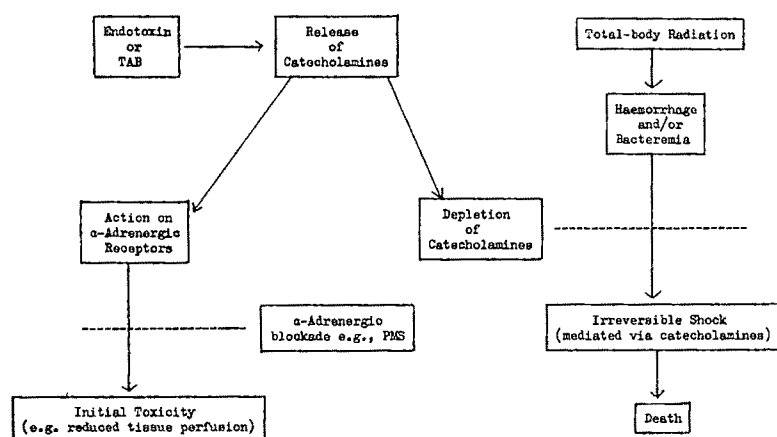 Endotoxin
or
TAB
Release
of
Catecholamines
Total-body Radiation
Haemorrhage
and/or
Bacteremia
Action on
α-Adrenergic
Receptors
Depletion
of
Catecholamines
α-Adrenergic
blockade e.g., PMS
Irreversible Shock
(mediated via catecholamines)
Initial Toxicity
(e.g. reduced tissue perfusion)
Death